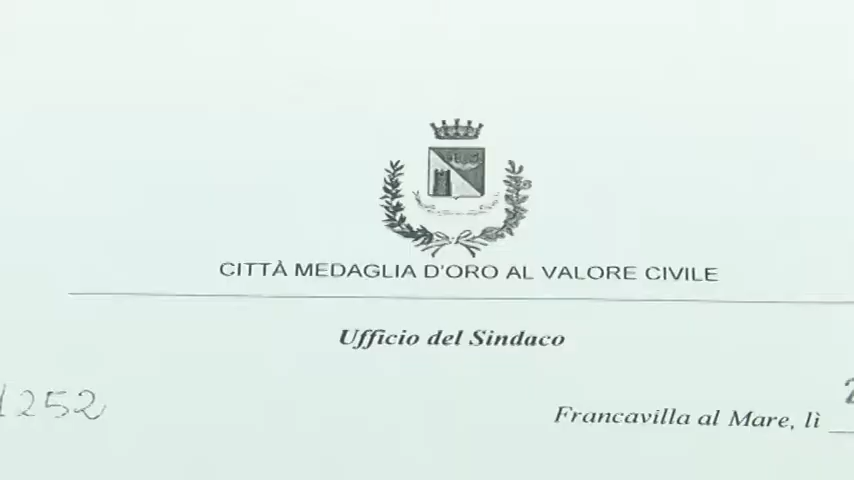 CITTÀ MEDAGLIA D'ORO AL VALORE CIVILE
Ufficio del Sindaco
1252
Francavilla al Mare, lì